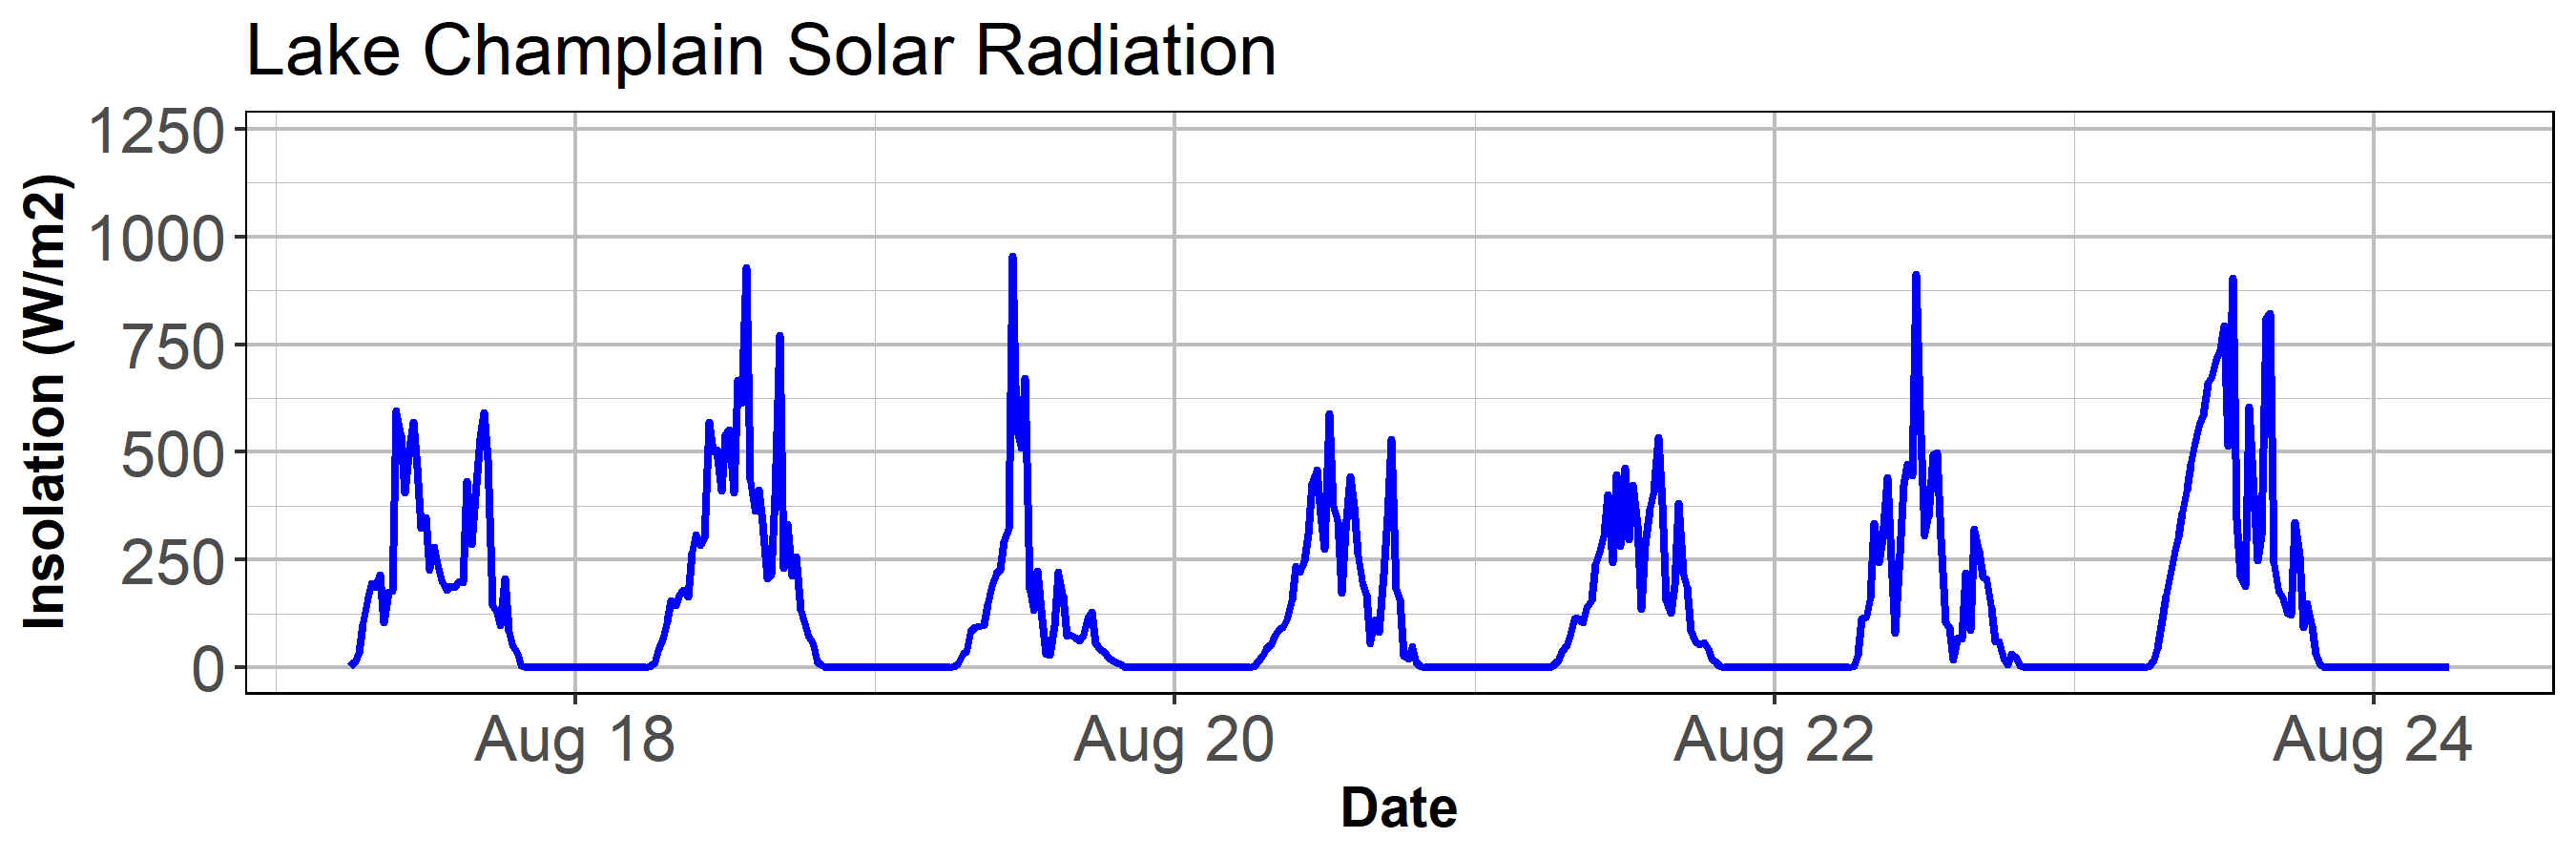 Lake Champlain Solar Radiation
1250
1000
750
500
250
0
Insolation (W/m2)
Aug 18
Aug 20
Aug 22
Aug 24
Date